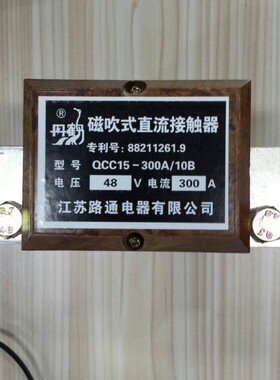 ®
丹鹤
磁吹式直流接触器
专利号:88211261.9
型号 QCC15-300A/10B
电压 48 V 电流 300 A
江苏路通电器有限公司